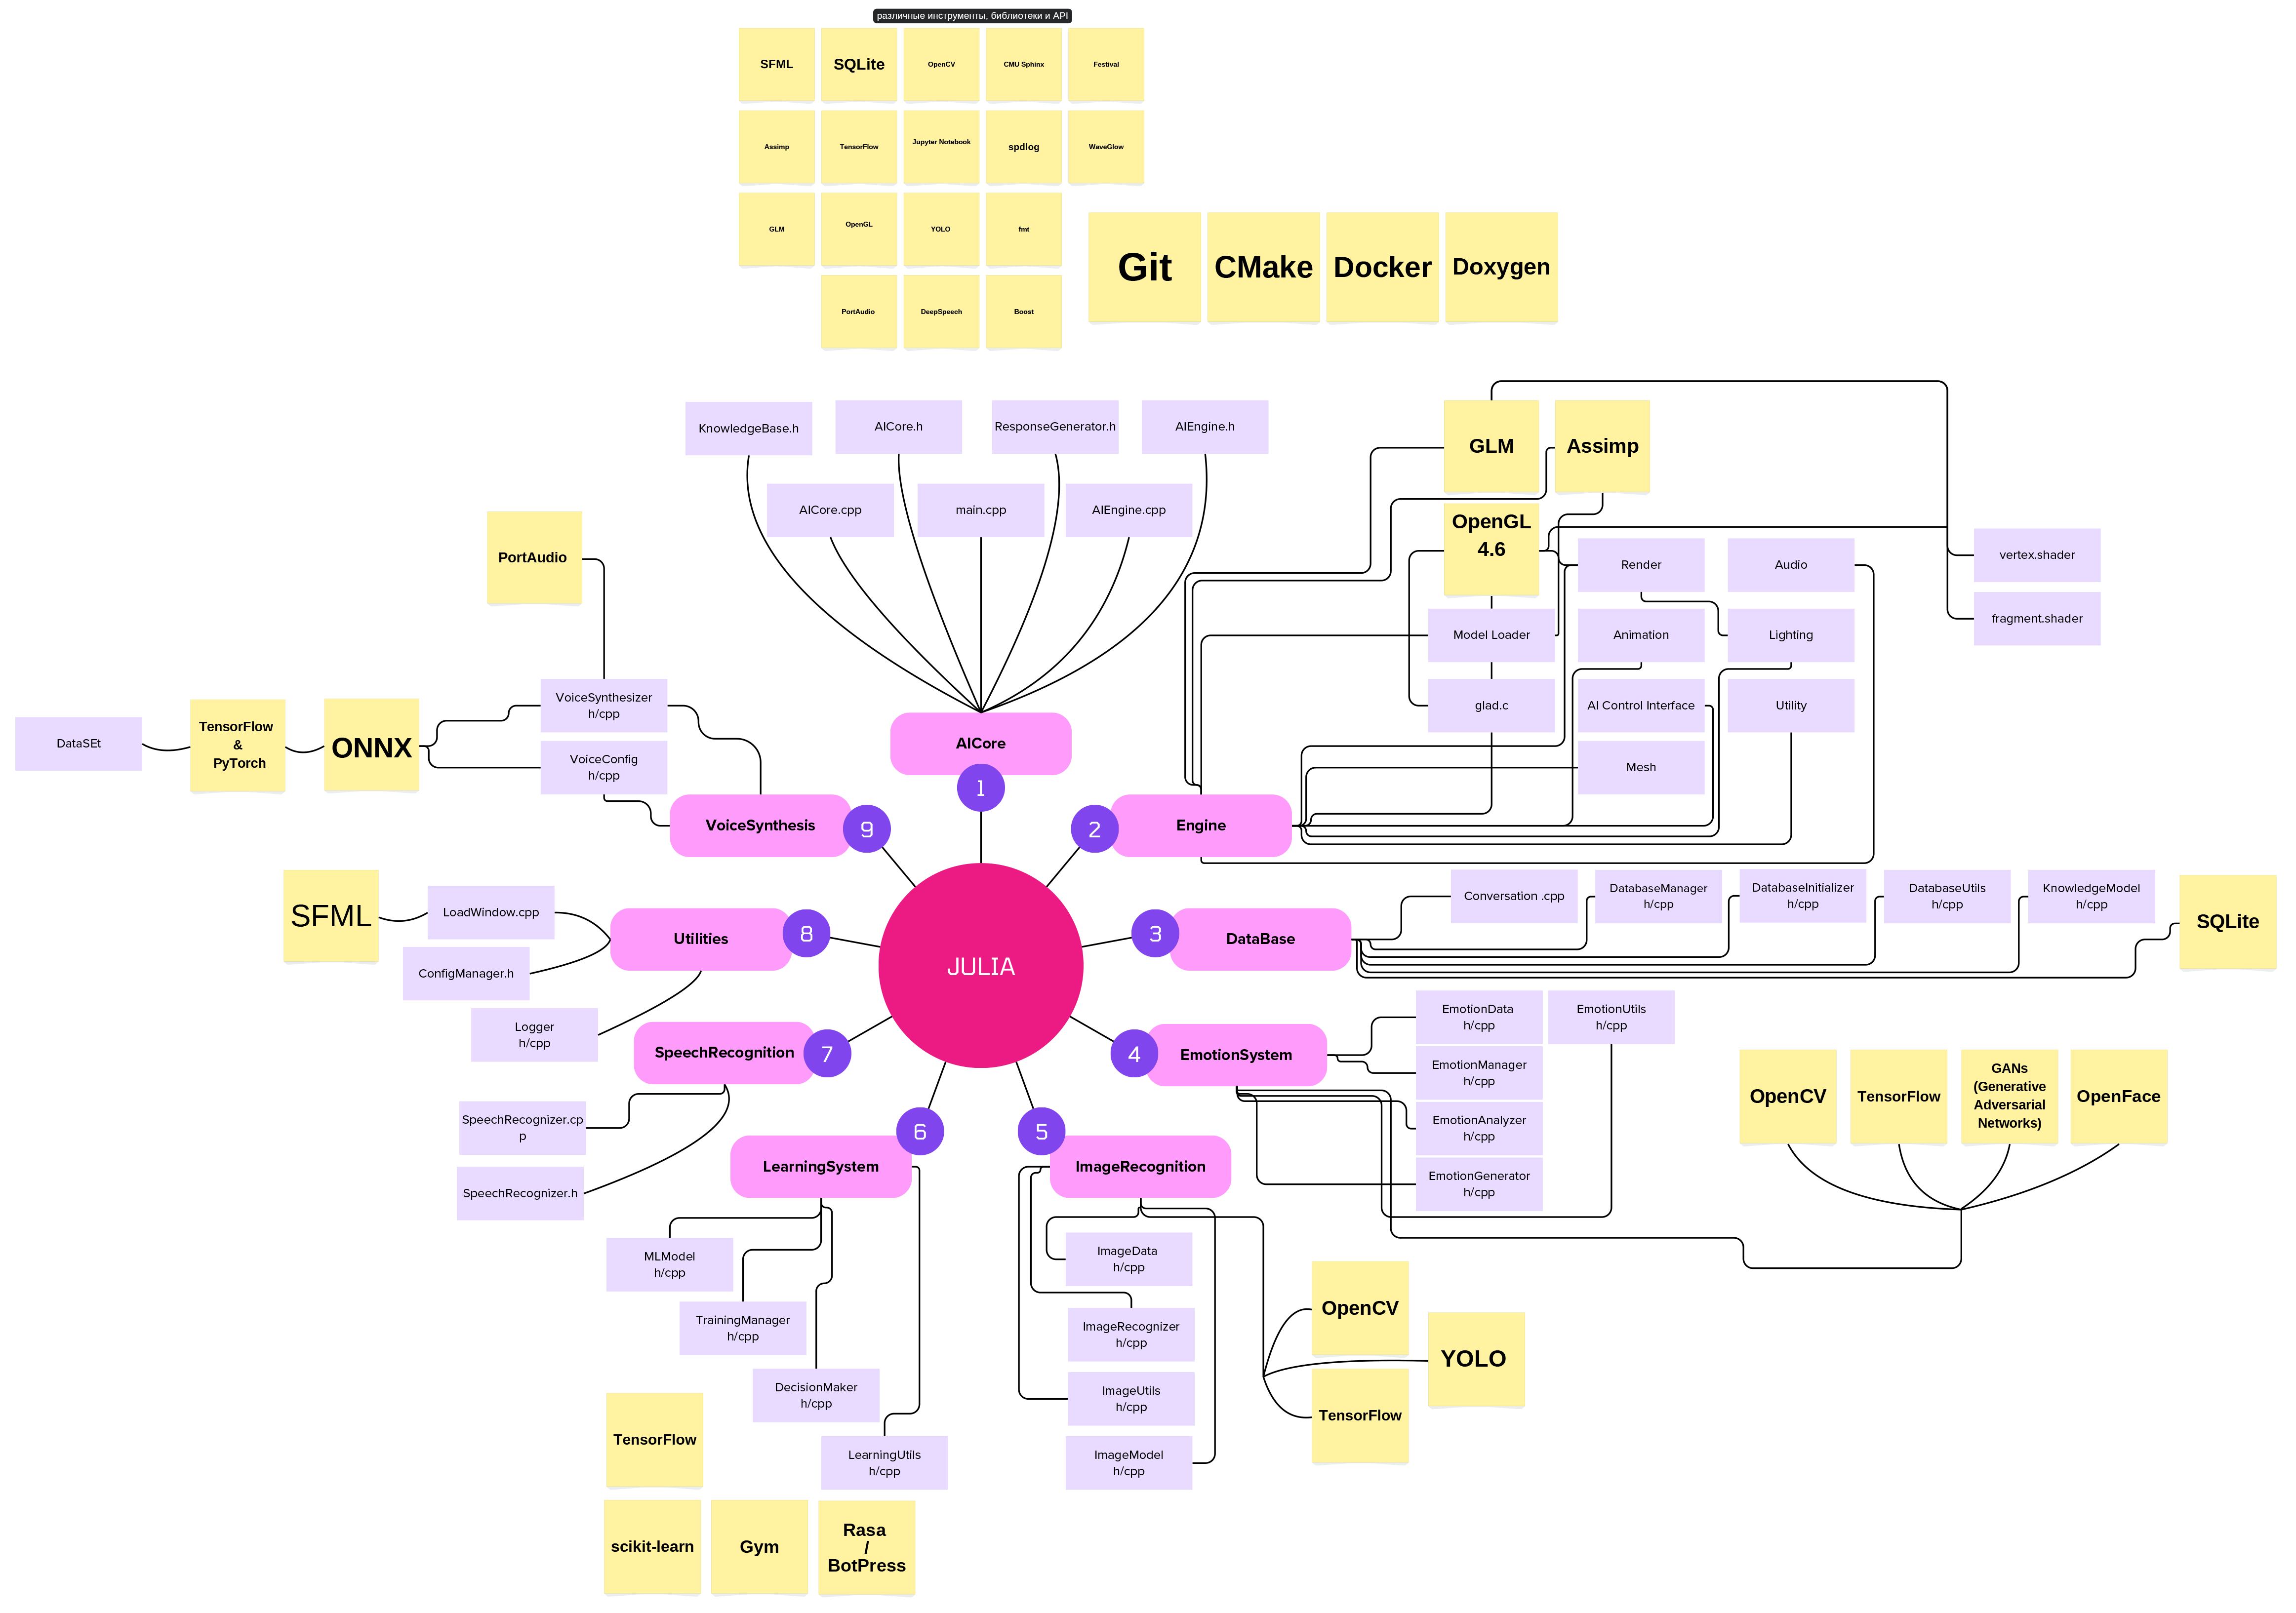 различные инструменты, библиотеки и API
SFML
SQLite
OpenCV
CMU Sphinx
Festival
Assimp
TensorFlow
Jupyter Notebook
spdlog
WaveGlow
GLM
OpenGL
YOLO
fmt
PortAudio
DeepSpeech
Boost
Git
CMake
Docker
Doxygen
KnowledgeBase.h
AICore.h
ResponseGenerator.h
AIEngine.h
AICore.cpp
main.cpp
AIEngine.cpp
GLM
Assimp
OpenGL
4.6
Render
Audio
vertex.shader
fragment.shader
Model Loader
Animation
Lighting
glad.c
AI Control Interface
Utility
Mesh
PortAudio
VoiceSynthesizer
h/cpp
VoiceConfig
h/cpp
DataSEt
TensorFlow
&
PyTorch
ONNX
AICore
1
VoiceSynthesis
9
2
Engine
SFML
LoadWindow.cpp
ConfigManager.h
Logger
h/cpp
Utilities
8
JULIA
3
DataBase
Conversation .cpp
DatabaseManager
h/cpp
DatabaseInitializer
h/cpp
DatabaseUtils
h/cpp
KnowledgeModel
h/cpp
SQLite
SpeechRecognition
7
4
EmotionSystem
EmotionData
h/cpp
EmotionUtils
h/cpp
EmotionManager
h/cpp
EmotionAnalyzer
h/cpp
EmotionGenerator
h/cpp
OpenCV
TensorFlow
GANs
(Generative
Adversarial
Networks)
OpenFace
SpeechRecognizer.cp
p
SpeechRecognizer.h
6
LearningSystem
5
ImageRecognition
MLModel
h/cpp
TrainingManager
h/cpp
DecisionMaker
h/cpp
LearningUtils
h/cpp
ImageData
h/cpp
ImageRecognizer
h/cpp
ImageUtils
h/cpp
ImageModel
h/cpp
OpenCV
YOLO
TensorFlow
TensorFlow
scikit-learn
Gym
Rasa
/
BotPress